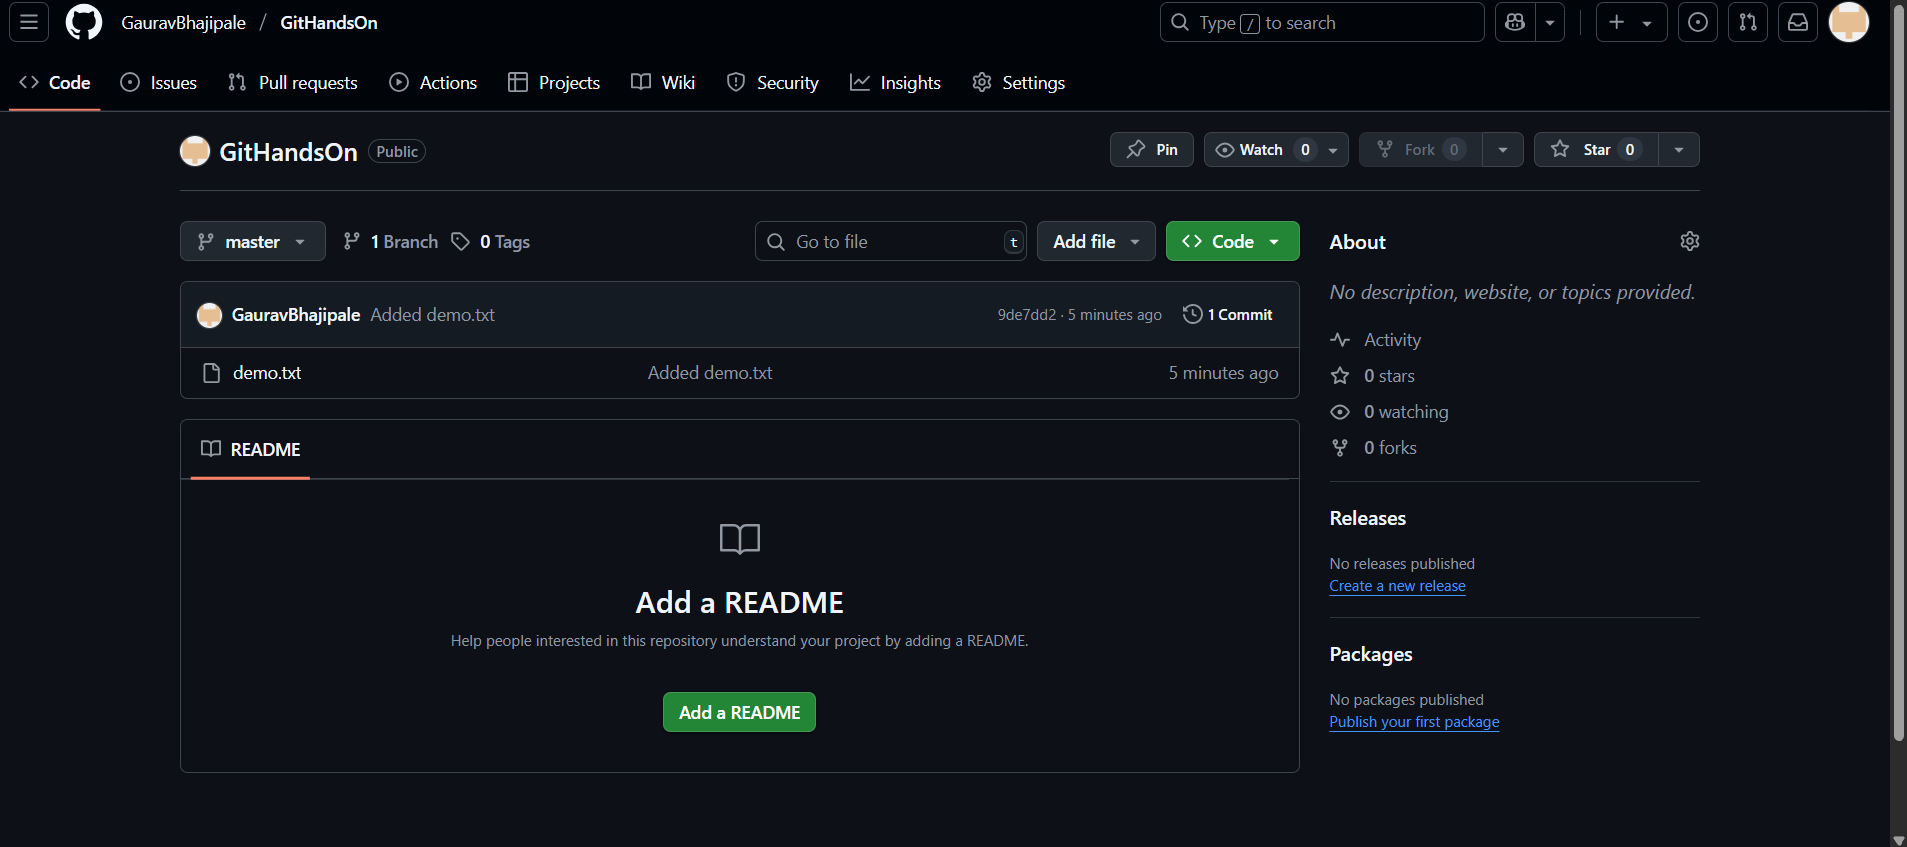 GauravBhajipale / GitHandsOn
Type / to search
Code Issues Pull requests Actions Projects Wiki Security Insights Settings
GitHandsOn Public
Pin Watch 0 Fork 0 Star 0
master 1 Branch 0 Tags
Go to file t Add file Code
GauravBhajipale Added demo.txt 9de7dd2 · 5 minutes ago 1 Commit
demo.txt Added demo.txt 5 minutes ago
README
Add a README
Help people interested in this repository understand your project by adding a README.
Add a README
About
No description, website, or topics provided.
Activity
0 stars
0 watching
0 forks
Releases
No releases published
Create a new release
Packages
No packages published
Publish your first package